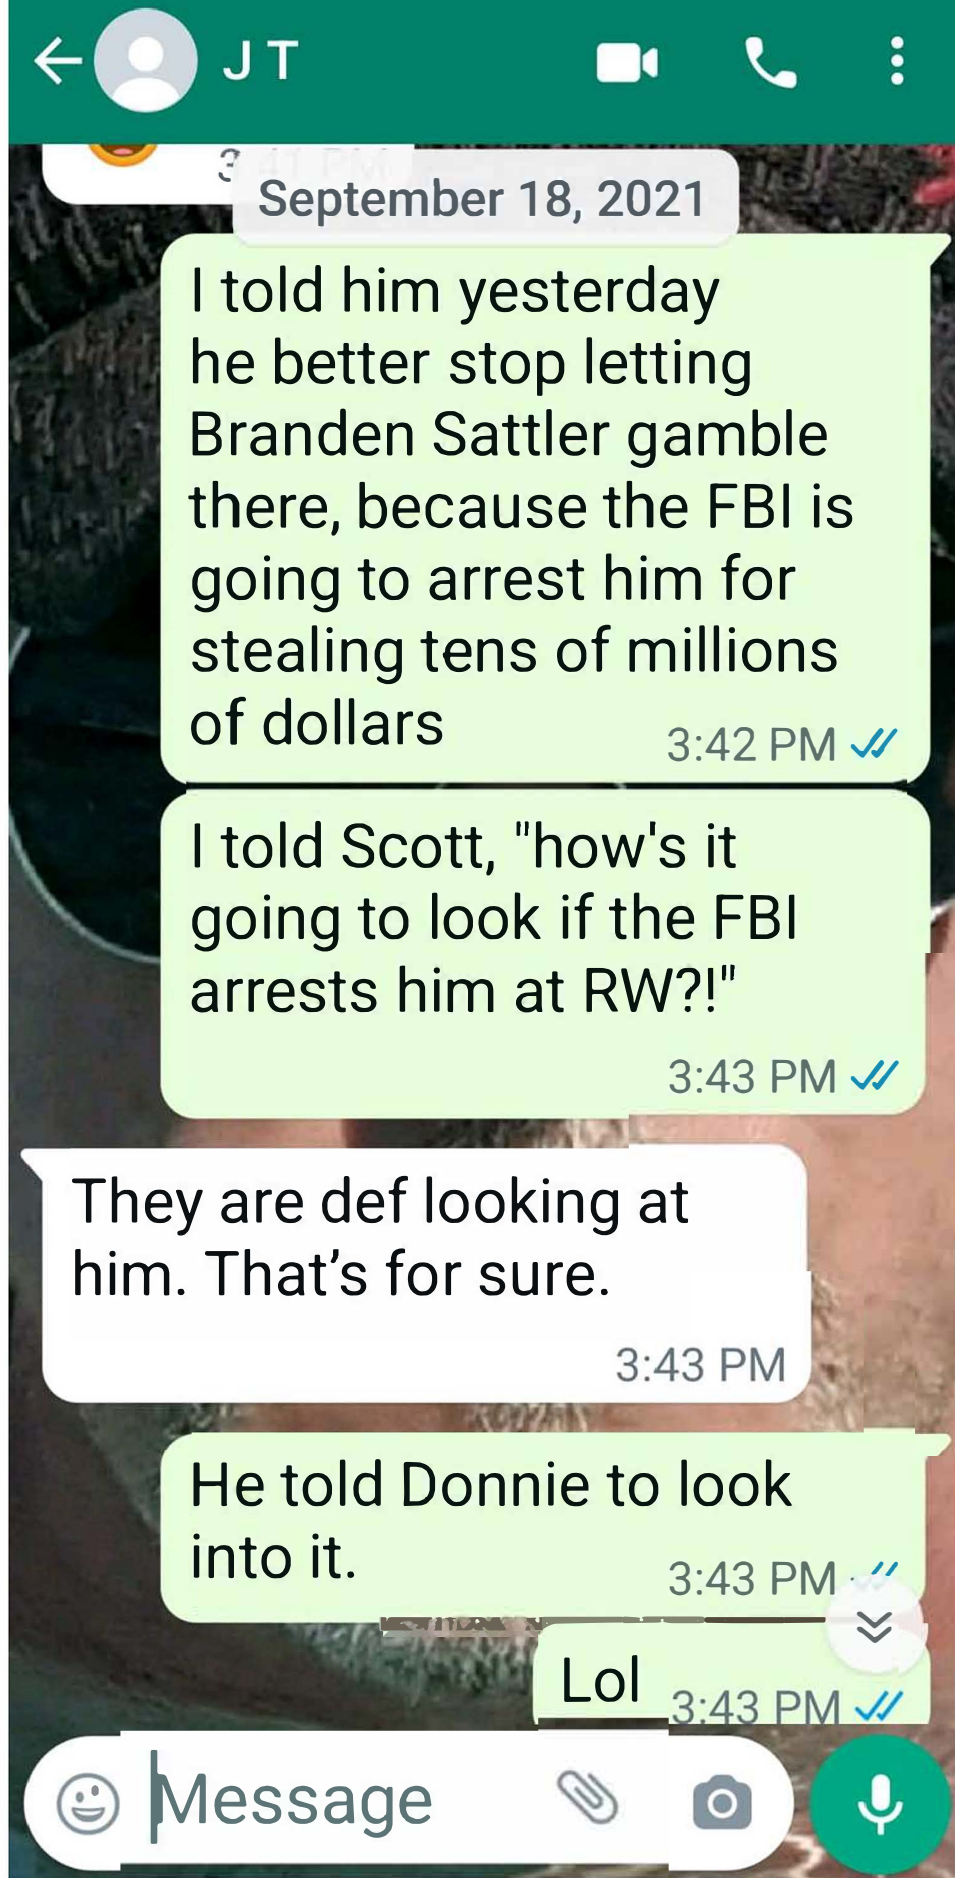 J T
3:41 PM
September 18, 2021
I told him yesterday
he better stop letting
Branden Sattler gamble
there, because the FBI is
going to arrest him for
stealing tens of millions
of dollars
3:42 PM
I told Scott, "how's it
going to look if the FBI
arrests him at RW?!"
3:43 PM
They are def looking at
him. That’s for sure.
3:43 PM
He told Donnie to look
into it.
3:43 PM
Lol
3:43 PM
Message